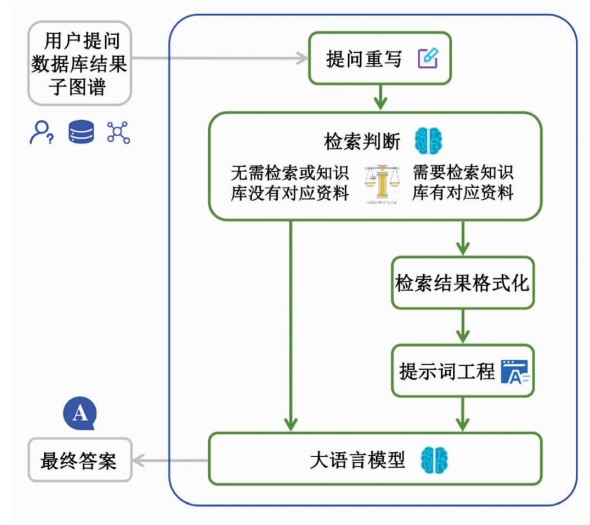 用户提问
数据库结果
子图谱
提问重写
检索判断
无需检索或知识
库没有对应资料
需要检索知识
库有对应资料
检索结果格式化
提示词工程
A
A
最终答案
大语言模型